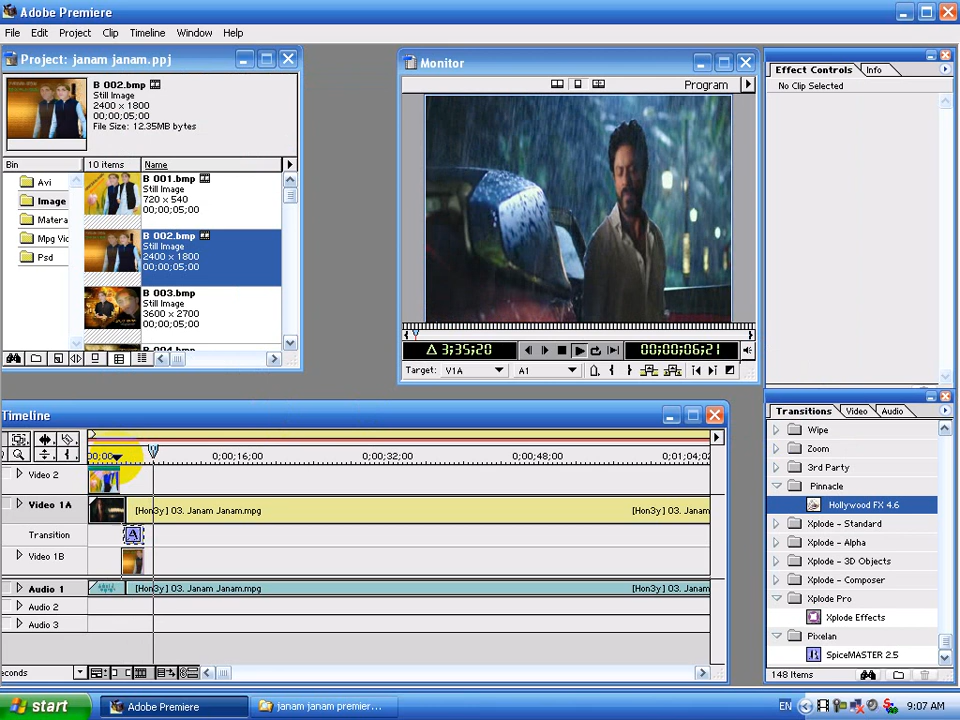 Adobe Premiere
File Edit Project Clip Timeline Window Help
Project: janam janam.ppj
B 002.bmp
Still Image
2400 x 1800
00;00;05;00
File Size: 12.35MB bytes
Bin 10 items Name
Avi
Image
Matera
Mpg Vic
Psd
B 001.bmp
Still Image
720 x 540
00;00;05;00
B 002.bmp
Still Image
2400 x 1800
00;00;05;00
B 003.bmp
Still Image
3600 x 2700
00;00;05;00
Monitor
Program
Δ 3;35;20
00;00;06;21
Target: V1A A1
Effect Controls Info
No Clip Selected
Timeline
00;00 0;00;16;00 0;00;32;00 0;00;48;00 0;01;04;02
Video 2
Video 1A [Hon3y] 03. Janam Janam.mpg [Hon3y] 03. Janam
Transition A
Video 1B
Audio 1 [Hon3y] 03. Janam Janam.mpg [Hon3y] 03. Janam
Audio 2
Audio 3
econds
Transitions Video Audio
Wipe
Zoom
3rd Party
Pinnacle
Hollywood FX 4.6
Xplode - Standard
Xplode - Alpha
Xplode - 3D Objects
Xplode - Composer
Xplode Pro
Xplode Effects
Pixelan
SpiceMASTER 2.5
148 Items
start Adobe Premiere janam janam premier... EN 9:07 AM